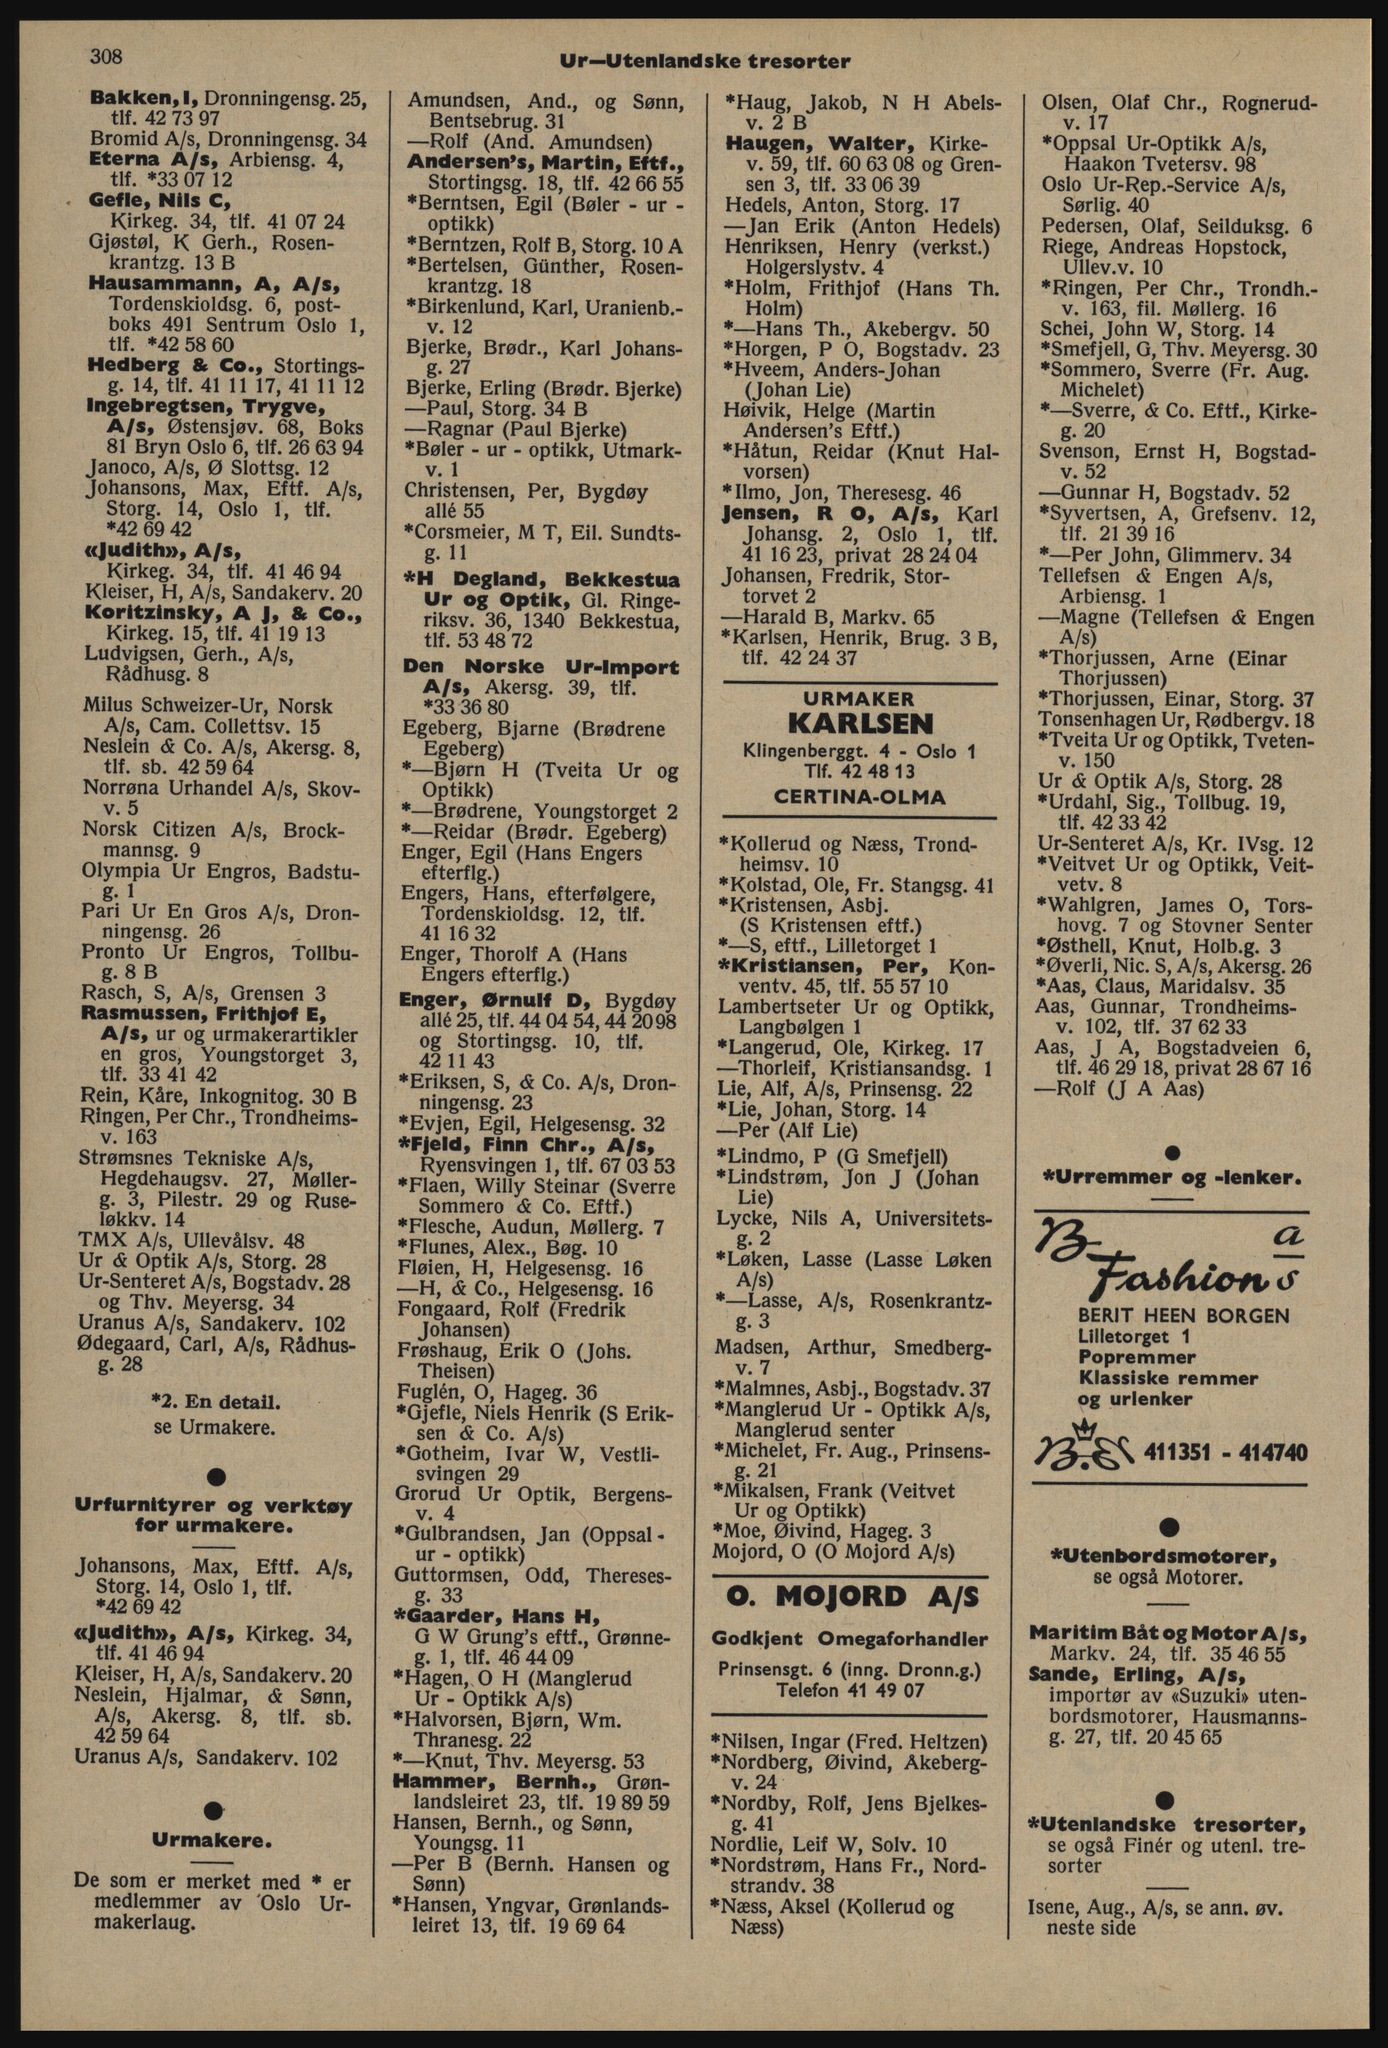 308
Ur—Utenlandske tresorter
Bakken, I, Dronningensg. 25,
tlf. 42 73 97
Bromid A/s, Dronningensg. 34
Eterna A/s, Arbiensg. 4,
tlf. *33 07 12
Gefle, Nils C,
Kirkeg. 34, tlf. 41 07 24
Gjøstøl, K Gerh., Rosen-
krantzg. 13 B
Hausammann, A, A/s,
Tordenskioldsg. 6, post-
boks 491 Sentrum Oslo 1,
tlf. *42 58 60
Hedberg & Co., Stortings-
g. 14, tlf. 41 11 17, 41 11 12
Ingebregtsen, Trygve,
A/s, Østensjøv. 68, Boks
81 Bryn Oslo 6, tlf. 26 63 94
Janoco, A/s, Ø Slottsg. 12
Johansons, Max, Eftf. A/s,
Storg. 14, Oslo 1, tlf.
*42 69 42
«Judith», A/s,
Kirkeg. 34, tlf. 41 46 94
Kleiser, H, A/s, Sandakerv. 20
Koritzinsky, A J, & Co.,
Kirkeg. 15, tlf. 41 19 13
Ludvigsen, Gerh., A/s,
Rådhusg. 8
Milus Schweizer-Ur, Norsk
A/s, Cam. Collettsv. 15
Neslein & Co. A/s, Akersg. 8,
tlf. sb. 42 59 64
Norrøna Urhandel A/s, Skov-
v. 5
Norsk Citizen A/s, Brock-
mannsg. 9
Olympia Ur Engros, Badstu-
g. 1
Pari Ur En Gros A/s, Dron-
ningensg. 26
Pronto Ur Engros, Tollbu-
g. 8 B
Rasch, S, A/s, Grensen 3
Rasmussen, Frithjof E,
A/s, ur og urmakerartikler
en gros, Youngstorget 3,
tlf. 33 41 42
Rein, Kåre, Inkognitog. 30 B
Ringen, Per Chr., Trondheims-
v. 163
Strømsnes Tekniske A/s,
Hegdehaugsv. 27, Møller-
g. 3, Pilestr. 29 og Ruse-
løkkv. 14
TMX A/s, Ullevålsv. 48
Ur & Optik A/s, Storg. 28
Ur-Senteret A/s, Bogstadv. 28
og Thv. Meyersg. 34
Uranus A/s, Sandakerv. 102
Ødegaard, Carl, A/s, Rådhus-
g. 28
*2. En detail.
se Urmakere.
Urfurnityrer og verktøy
for urmakere.
Johansons, Max, Eftf. A/s,
Storg. 14, Oslo 1, tlf.
*42 69 42
«Judith», A/s, Kirkeg. 34,
tlf. 41 46 94
Kleiser, H, A/s, Sandakerv. 20
Neslein, Hjalmar, & Sønn,
A/s, Akersg. 8, tlf. sb.
42 59 64
Uranus A/s, Sandakerv. 102
Urmakere.
De som er merket med * er
medlemmer av Oslo Ur-
makerlaug.
Amundsen, And., og Sønn,
Bentsebrug. 31
—Rolf (And. Amundsen)
Andersen's, Martin, Eftf.,
Stortingsg. 18, tlf. 42 66 55
*Berntsen, Egil (Bøler - ur -
optikk)
*Berntzen, Rolf B, Storg. 10 A
*Bertelsen, Günther, Rosen-
krantzg. 18
*Birkenlund, Karl, Uranienb.-
v. 12
Bjerke, Brødr., Karl Johans-
g. 27
Bjerke, Erling (Brødr. Bjerke)
—Paul, Storg. 34 B
—Ragnar (Paul Bjerke)
*Bøler - ur - optikk, Utmark-
v. 1
Christensen, Per, Bygdøy
allé 55
*Corsmeier, M T, Eil. Sundts-
g. 11
*H Degland, Bekkestua
Ur og Optik, Gl. Ringe-
riksv. 36, 1340 Bekkestua,
tlf. 53 48 72
Den Norske Ur-Import
A/s, Akersg. 39, tlf.
*33 36 80
Egeberg, Bjarne (Brødrene
Egeberg)
*—Bjørn H (Tveita Ur og
Optikk)
*—Brødrene, Youngstorget 2
*—Reidar (Brødr. Egeberg)
Enger, Egil (Hans Engers
efterflg.)
Engers, Hans, efterfølgere,
Tordenskioldsg. 12, tlf.
41 16 32
Enger, Thorolf A (Hans
Engers efterflg.)
Enger, Ørnulf D, Bygdøy
allé 25, tlf. 44 04 54, 44 20 98
og Stortingsg. 10, tlf.
42 11 43
*Eriksen, S, & Co. A/s, Dron-
ningensg. 23
*Evjen, Egil, Helgesensg. 32
*Fjeld, Finn Chr., A/s,
Ryensvingen 1, tlf. 67 03 53
*Flaen, Willy Steinar (Sverre
Sommero & Co. Eftf.)
*Flesche, Audun, Møllerg. 7
*Flunes, Alex., Bøg. 10
Fløien, H, Helgesensg. 16
—H, & Co., Helgesensg. 16
Fongaard, Rolf (Fredrik
Johansen)
Frøshaug, Erik O (Johs.
Theisen)
Fuglén, O, Hageg. 36
*Gjefle, Niels Henrik (S Erik-
sen & Co. A/s)
*Gotheim, Ivar W, Vestli-
svingen 29
Grorud Ur Optik, Bergens-
v. 4
*Gulbrandsen, Jan (Oppsal -
ur - optikk)
Guttormsen, Odd, Thereses-
g. 33
*Gaarder, Hans H,
G W Grung's eftf., Grønne-
g. 1, tlf. 46 44 09
*Hagen, O H (Manglerud
Ur - Optikk A/s)
*Halvorsen, Bjørn, Wm.
Thranesg. 22
*—Knut, Thv. Meyersg. 53
Hammer, Bernh., Grøn-
landsleiret 23, tlf. 19 89 59
Hansen, Bernh., og Sønn,
Youngsg. 11
—Per B (Bernh. Hansen og
Sønn)
*Hansen, Yngvar, Grønlands-
leiret 13, tlf. 19 69 64
*Haug, Jakob, N H Abels-
v. 2 B
Haugen, Walter, Kirke-
v. 59, tlf. 60 63 08 og Gren-
sen 3, tlf. 33 06 39
Hedels, Anton, Storg. 17
—Jan Erik (Anton Hedels)
Henriksen, Henry (verkst.)
Holgerslystv. 4
*Holm, Frithjof (Hans Th.
Holm)
*—Hans Th., Akebergv. 50
*Horgen, P O, Bogstadv. 23
*Hveem, Anders-Johan
(Johan Lie)
Høivik, Helge (Martin
Andersen's Eftf.)
*Håtun, Reidar (Knut Hal-
vorsen)
*Ilmo, Jon, Theresesg. 46
Jensen, R O, A/s, Karl
Johansg. 2, Oslo 1, tlf.
41 16 23, privat 28 24 04
Johansen, Fredrik, Stor-
torvet 2
—Harald B, Markv. 65
*Karlsen, Henrik, Brug. 3 B,
tlf. 42 24 37
URMAKER
KARLSEN
Klingenberggt. 4 - Oslo 1
Tlf. 42 48 13
CERTINA-OLMA
*Kollerud og Næss, Trond-
heimsv. 10
*Kolstad, Ole, Fr. Stangsg. 41
*Kristensen, Asbj.
(S Kristensen eftf.)
*—S, eftf., Lilletorget 1
*Kristiansen, Per, Kon-
ventv. 45, tlf. 55 57 10
Lambertseter Ur og Optikk,
Langbølgen 1
*Langerud, Ole, Kirkeg. 17
—Thorleif, Kristiansandsg. 1
Lie, Alf, A/s, Prinsensg. 22
*Lie, Johan, Storg. 14
—Per (Alf Lie)
*Lindmo, P (G Smefjell)
*Lindstrøm, Jon J (Johan
Lie)
Lycke, Nils A, Universitets-
g. 2
*Løken, Lasse (Lasse Løken
A/s)
*—Lasse, A/s, Rosenkrantz-
g. 3
Madsen, Arthur, Smedberg-
v. 7
*Malmnes, Asbj., Bogstadv. 37
*Manglerud Ur - Optikk A/s,
Manglerud senter
*Michelet, Fr. Aug., Prinsens-
g. 21
*Mikalsen, Frank (Veitvet
Ur og Optikk)
*Moe, Øivind, Hageg. 3
Mojord, O (O Mojord A/s)
O. MOJORD A/S
Godkjent Omegaforhandler
Prinsensgt. 6 (inng. Dronn.g.)
Telefon 41 49 07
*Nilsen, Ingar (Fred. Heltzen)
*Nordberg, Øivind, Akeberg-
v. 24
*Nordby, Rolf, Jens Bjelkes-
g. 41
Nordlie, Leif W, Solv. 10
*Nordstrøm, Hans Fr., Nord-
strandv. 38
*Næss, Aksel (Kollerud og
Næss)
Olsen, Olaf Chr., Rognerud-
v. 17
*Oppsal Ur-Optikk A/s,
Haakon Tvetersv. 98
Oslo Ur-Rep.-Service A/s,
Sørlig. 40
Pedersen, Olaf, Seilduksg. 6
Riege, Andreas Hopstock,
Ullev.v. 10
*Ringen, Per Chr., Trondh.-
v. 163, fil. Møllerg. 16
Schei, John W, Storg. 14
*Smefjell, G, Thv. Meyersg. 30
*Sommero, Sverre (Fr. Aug.
Michelet)
*—Sverre, & Co. Eftf., Kirke-
g. 20
Svenson, Ernst H, Bogstad-
v. 52
—Gunnar H, Bogstadv. 52
*Syvertsen, A, Grefsenv. 12,
tlf. 21 39 16
*—Per John, Glimmerv. 34
Tellefsen & Engen A/s,
Arbiensg. 1
—Magne (Tellefsen & Engen
A/s)
*Thorjussen, Arne (Einar
Thorjussen)
*Thorjussen, Einar, Storg. 37
Tonsenhagen Ur, Rødbergv. 18
*Tveita Ur og Optikk, Tveten-
v. 150
Ur & Optik A/s, Storg. 28
*Urdahl, Sig., Tollbug. 19,
tlf. 42 33 42
Ur-Senteret A/s, Kr. IVsg. 12
*Veitvet Ur og Optikk, Veit-
vetv. 8
*Wahlgren, James O, Tors-
hovg. 7 og Stovner Senter
*Østhell, Knut, Holb.g. 3
*Øverli, Nic. S, A/s, Akersg. 26
*Aas, Claus, Maridalsv. 35
Aas, Gunnar, Trondheims-
v. 102, tlf. 37 62 33
Aas, J A, Bogstadveien 6,
tlf. 46 29 18, privat 28 67 16
—Rolf (J A Aas)
*Urremmer og -lenker.
B a
Fashion s
BERIT HEEN BORGEN
Lilletorget 1
Popremmer
Klassiske remmer
og urlenker
411351 - 414740
*Utenbordsmotorer,
se også Motorer.
Maritim Båt og Motor A/s,
Markv. 24, tlf. 35 46 55
Sande, Erling, A/s,
importør av «Suzuki» uten-
bordsmotorer, Hausmanns-
g. 27, tlf. 20 45 65
*Utenlandske tresorter,
se også Finér og utenl. tre-
sorter
Isene, Aug., A/s, se ann. øv.
neste side